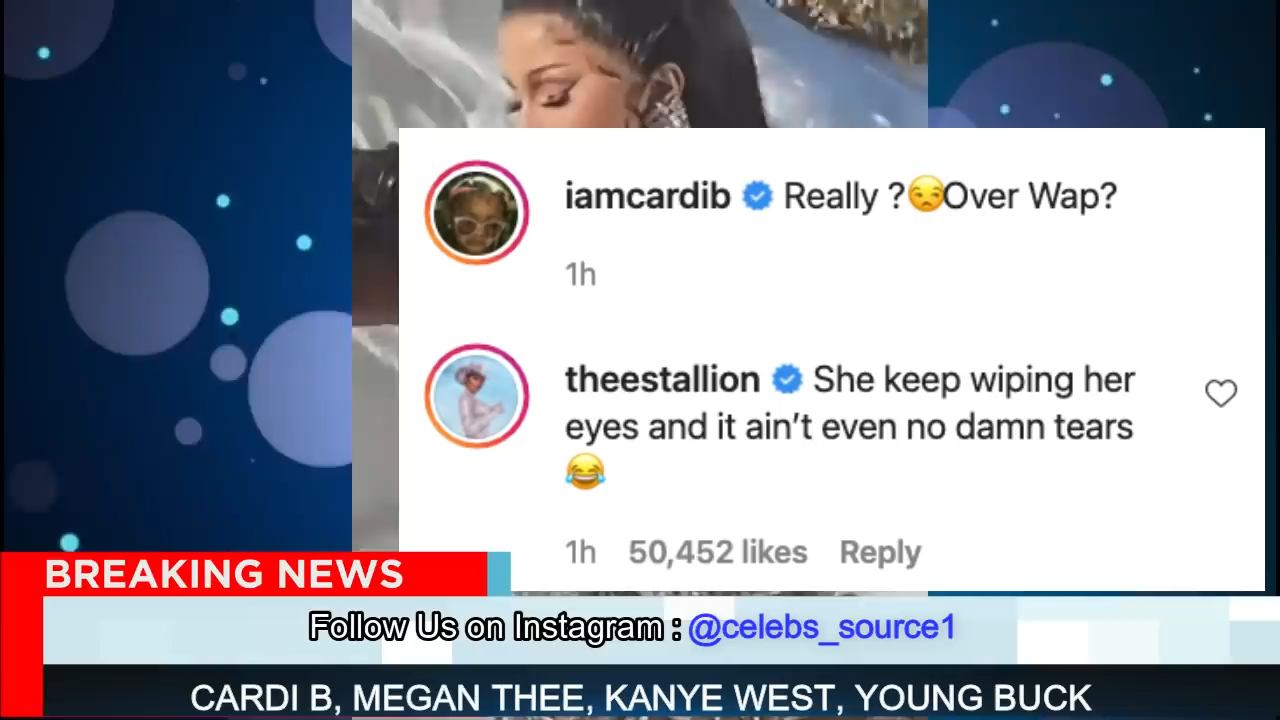 iamcardib Really ?😒Over Wap?
1h
theestallion She keep wiping her
eyes and it ain't even no damn tears
😂
1h 50,452 likes Reply
BREAKING NEWS
Follow Us on Instagram : @celebs_source1
CARDI B, MEGAN THEE, KANYE WEST, YOUNG BUCK